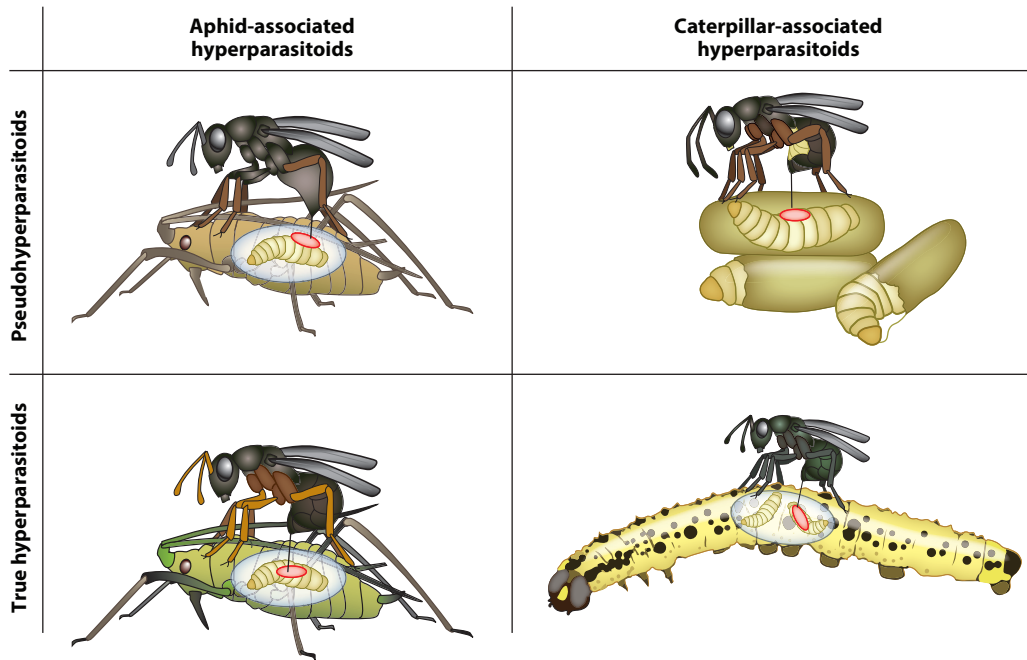 Aphid-associated
hyperparasitoids
Caterpillar-associated
hyperparasitoids
Pseudohyperparasitoids
True hyperparasitoids